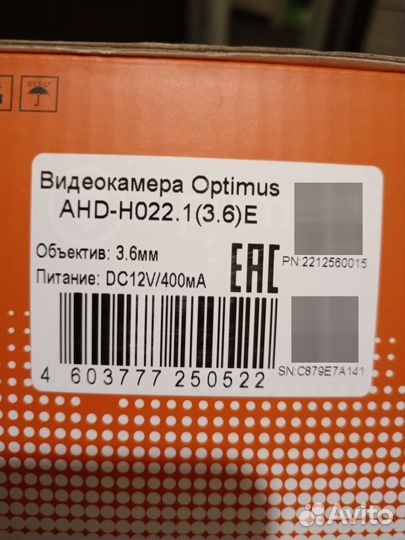 Видеокамера Optimus
AHD-H022.1(3.6)E
Объектив: 3.6мм
Питание: DC12V/400мА
EAC
PN:2212560015
4 603777 250522
SN:C879E7A141
Avito